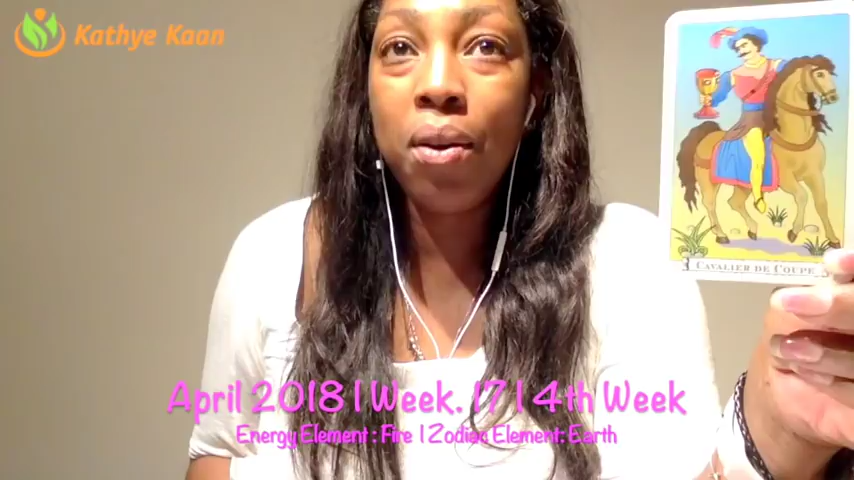 Kathye Kaan
April 2018 | Week. 17 | 4th Week
Energy Element : Fire | Zodiac Element: Earth
CAVALIER DE COUPE